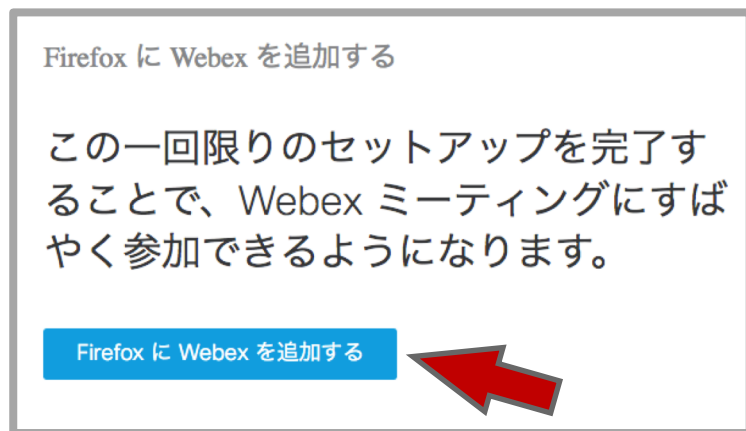 Firefox に Webex を追加する
この一回限りのセットアップを完了す
ることで、Webex ミーティングにすば
やく参加できるようになります。
Firefox に Webex を追加する